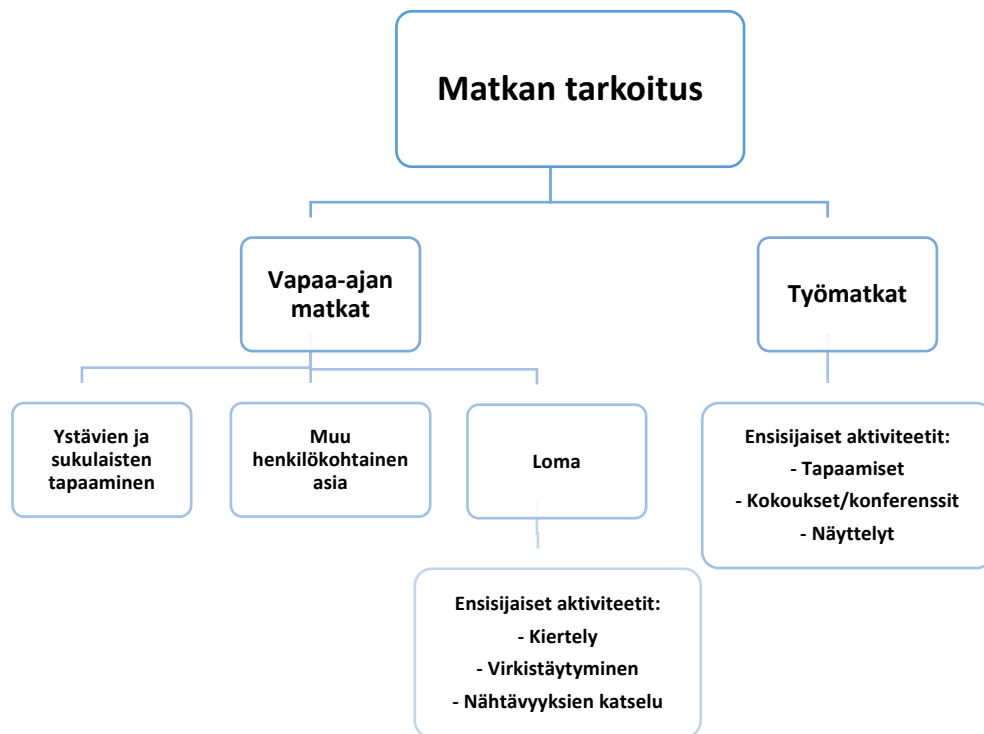 Matkan tarkoitus
Vapaa-ajan
matkat
Työmatkat
Ystävien ja
sukulaisten
tapaaminen
Muu
henkilökohtainen
asia
Loma
Ensisijaiset aktiviteetit:
- Tapaamiset
- Kokoukset/konferenssit
- Näyttelyt
Ensisijaiset aktiviteetit:
- Kiertely
- Virkistäytyminen
- Nähtävyyksien katselu